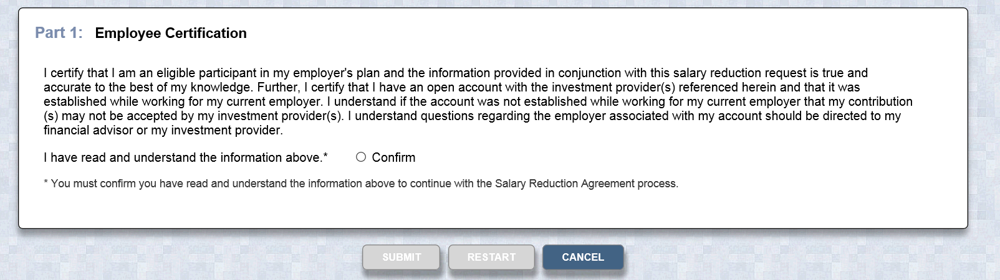 Part 1: Employee Certification
I certify that I am an eligible participant in my employer's plan and the information provided in conjunction with this salary reduction request is true and
accurate to the best of my knowledge. Further, I certify that I have an open account with the investment provider(s) referenced herein and that it was
established while working for my current employer. I understand if the account was not established while working for my current employer that my contribution
(s) may not be accepted by my investment provider(s). I understand questions regarding the employer associated with my account should be directed to my
financial advisor or my investment provider.
I have read and understand the information above.* Confirm
* You must confirm you have read and understand the information above to continue with the Salary Reduction Agreement process.
SUBMIT RESTART CANCEL